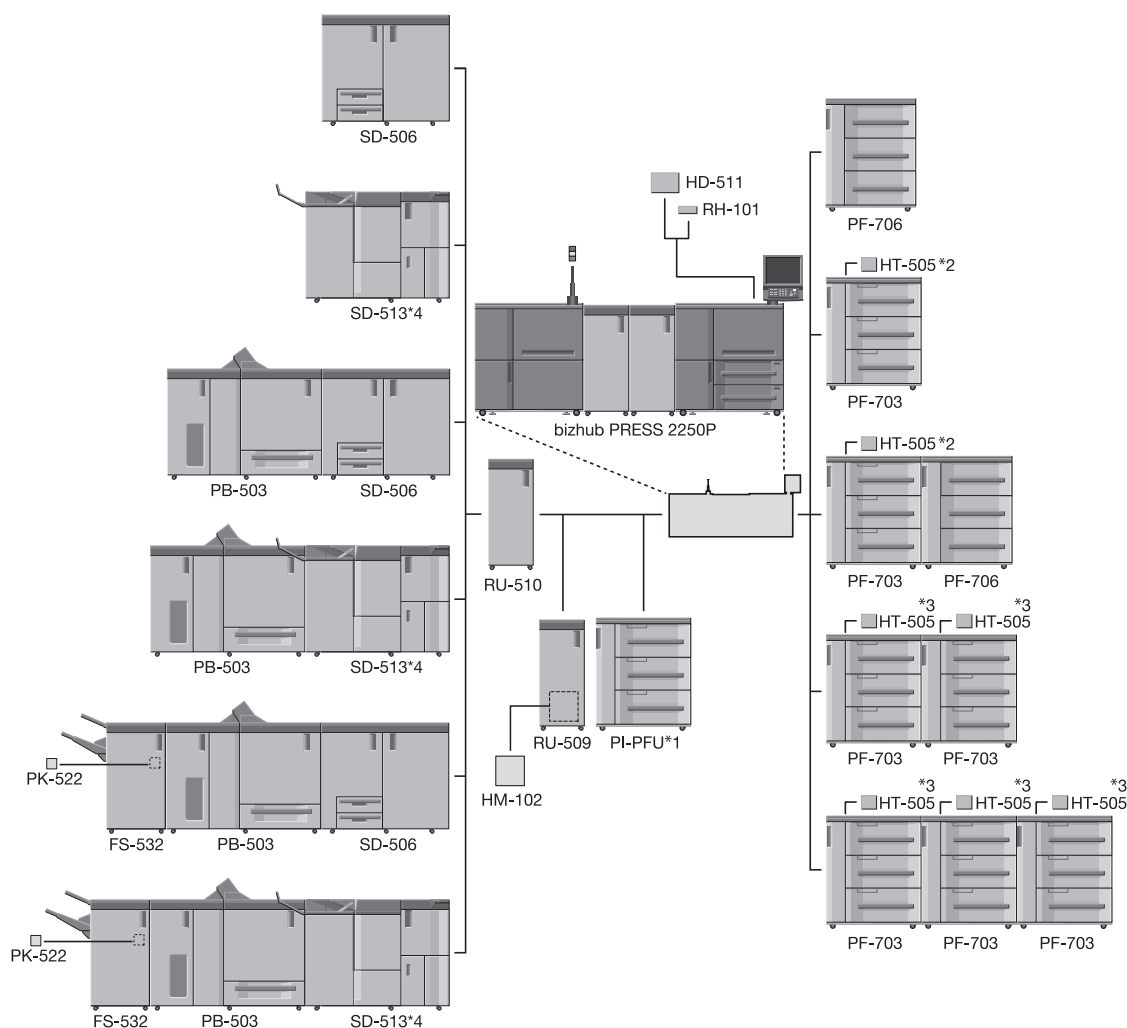 SD-506
SD-513*4
PB-503 SD-506
PB-503 SD-513*4
PK-522
FS-532 PB-503 SD-506
PK-522
FS-532 PB-503 SD-513*4
HD-511
RH-101
bizhub PRESS 2250P
RU-510
RU-509 PI-PFU*1
HM-102
PF-706
HT-505*2
PF-703
HT-505*2
PF-703 PF-706
*3 *3
HT-505 HT-505
PF-703 PF-703
*3 *3 *3
HT-505 HT-505 HT-505
PF-703 PF-703 PF-703